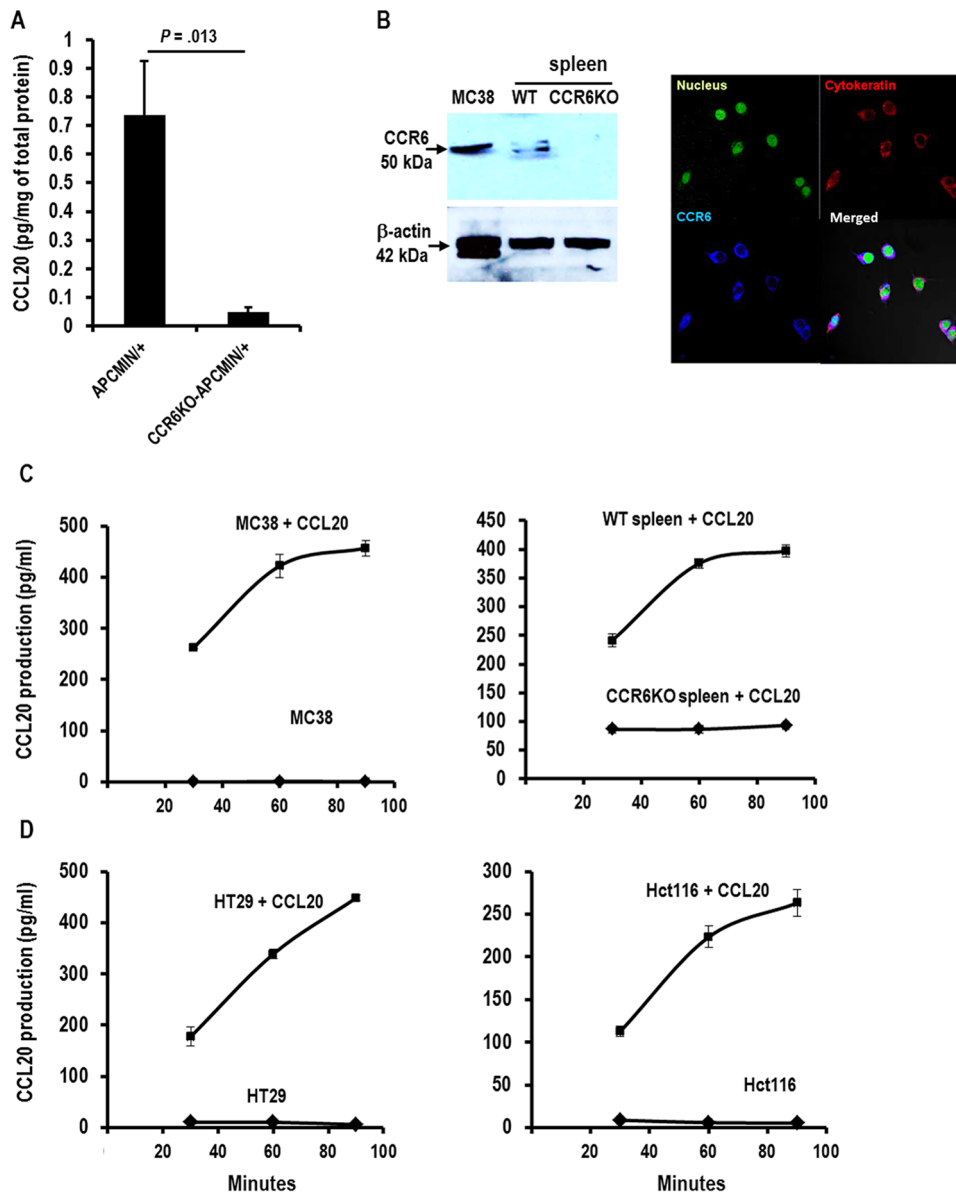 A
P = .013
CCL20 (pg/mg of total protein)
1
0.9
0.8
0.7
0.6
0.5
0.4
0.3
0.2
0.1
0
APCMIN/+
CCR6KO-APCMIN/+
B
spleen
MC38 WT CCR6KO
CCR6
50 kDa
β-actin
42 kDa
Nucleus
Cytokeratin
CCR6
Merged
C
CCL20 production (pg/ml)
500
400
300
200
100
0
MC38 + CCL20
MC38
0 20 40 60 80 100
450
400
350
300
250
200
150
100
50
0
WT spleen + CCL20
CCR6KO spleen + CCL20
0 20 40 60 80 100
D
CCL20 production (pg/ml)
500
400
300
200
100
0
HT29 + CCL20
HT29
20 40 60 80 100
Minutes
300
250
200
150
100
50
0
Hct116 + CCL20
Hct116
0 20 40 60 80 100
Minutes